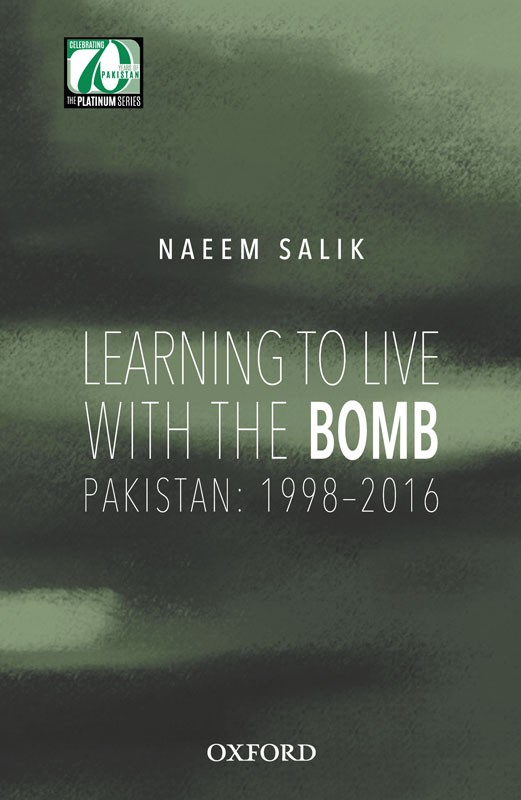 CELEBRATING
70
YEARS OF
PAKISTAN
THE PLATINUM SERIES
NAEEM SALIK
LEARNING TO LIVE
WITH THE BOMB
PAKISTAN: 1998–2016
OXFORD